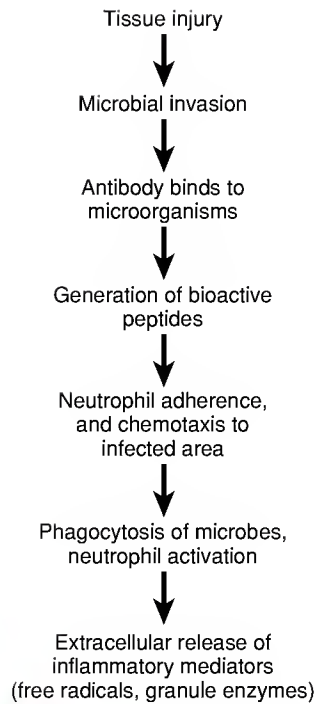 Tissue injury
Microbial invasion
Antibody binds to
microorganisms
Generation of bioactive
peptides
Neutrophil adherence,
and chemotaxis to
infected area
Phagocytosis of microbes,
neutrophil activation
Extracellular release of
inflammatory mediators
(free radicals, granule enzymes)